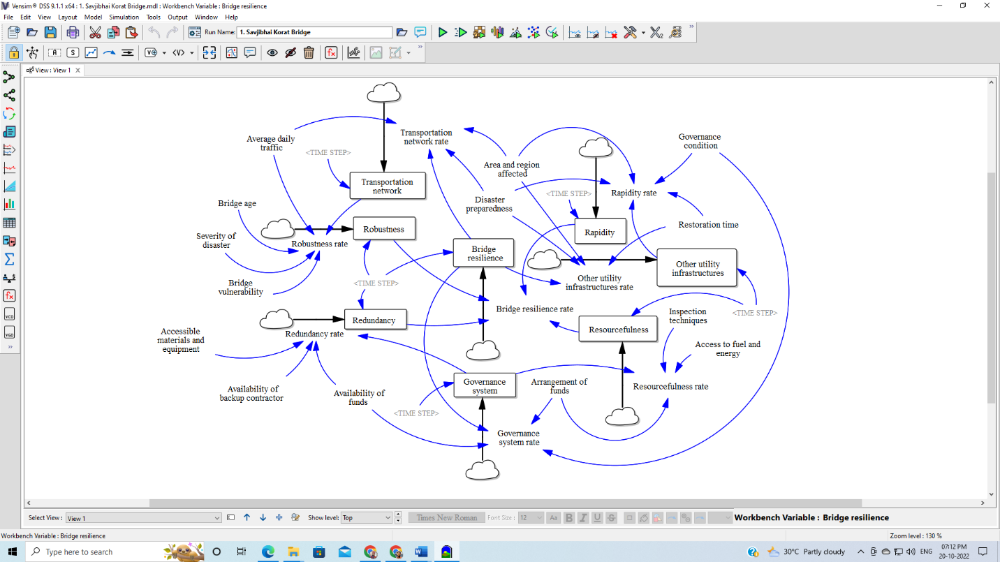 Vensim® DSS 9.1.1 x64 : 1. Savjibhai Korat Bridge.mdl : Workbench Variable : Bridge resilience
File Edit View Layout Model Simulation Tools Output Window Help
Run Name: 1. Savjibhai Korat Bridge
View : View 1
Average daily
traffic
<TIME STEP>
Transportation
network rate
Governance
condition
Area and region
affected
Transportation
network
<TIME STEP>
Rapidity rate
Bridge age
Disaster
preparedness
Severity of
disaster
Robustness
Robustness rate
Rapidity
Restoration time
Bridge
resilience
Other utility
infrastructures
Bridge
vulnerability
<TIME STEP>
Other utility
infrastructures rate
Bridge resilience rate
<TIME STEP>
Redundancy
Redundancy rate
Resourcefulness
Inspection
techniques
Accessible
materials and
equipment
Access to fuel and
energy
Availability of
backup contractor
Availability of
funds
<TIME STEP>
Governance
system
Arrangement of
funds
Resourcefulness rate
Governance
system rate
Select View : View 1 Show level: Top Times New Roman Font Size : 12 Aa B I U S Workbench Variable : Bridge resilience
Workbench Variable : Bridge resilience Zoom level : 130 %
Type here to search 30°C Partly cloudy ENG 07:12 PM
20-10-2022